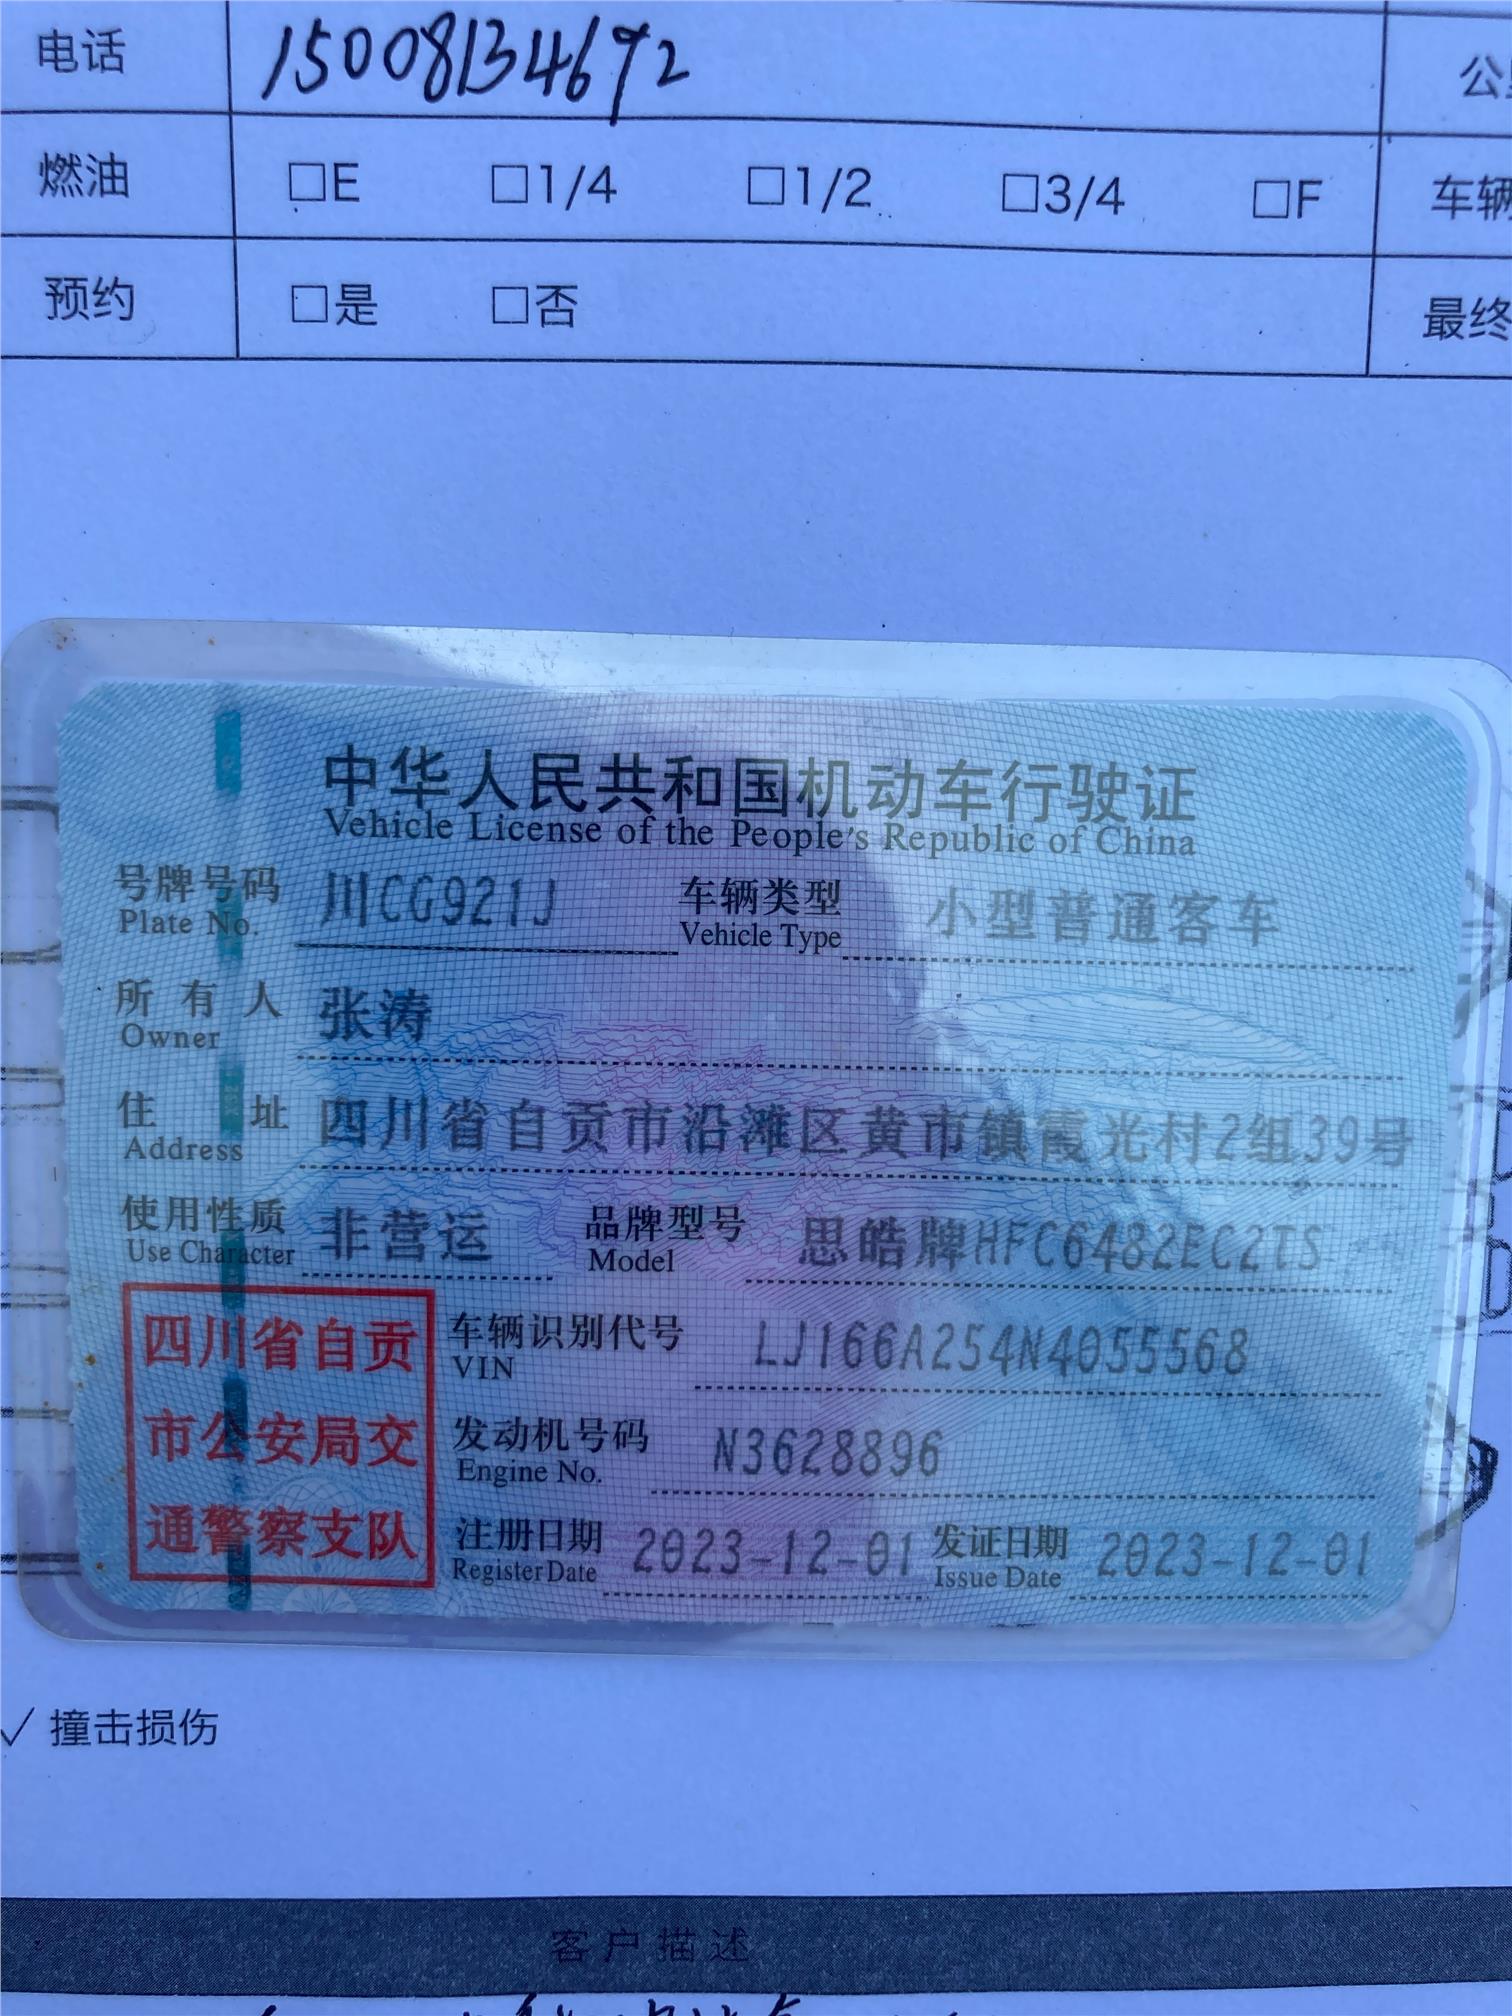 电话 15008134692 公
燃油 □E □1/4 □1/2 □3/4 □F 车辆
预约 □是 □否 最终
中华人民共和国机动车行驶证
Vehicle License of the People's Republic of China
号牌号码 川CG921J 车辆类型 小型普通客车
Plate No. Vehicle Type
所有人 张涛
Owner
住址 四川省自贡市沿滩区黄市镇霞光村2组39号
Address
使用性质 非营运 品牌型号 思皓牌HFC6482EC2TS
Use Character Model
四川省自贡
市公安局交
通警察支队
车辆识别代号 LJ166A254N4055568
VIN
发动机号码 N3628896
Engine No.
注册日期 2023-12-01 发证日期 2023-12-01
Register Date Issue Date
√ 撞击损伤
客户描述